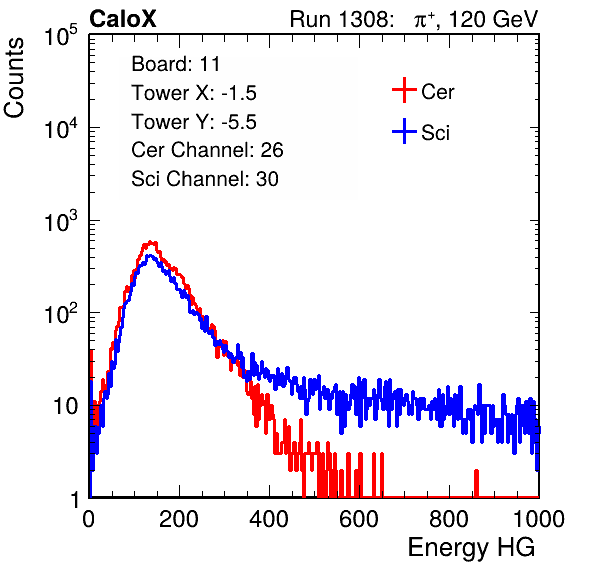 CaloX Run 1308: π⁺, 120 GeV
Counts
Board: 11
Tower X: -1.5
Tower Y: -5.5
Cer Channel: 26
Sci Channel: 30
Cer
Sci
10⁵
10⁴
10³
10²
10
1
0 200 400 600 800 1000
Energy HG